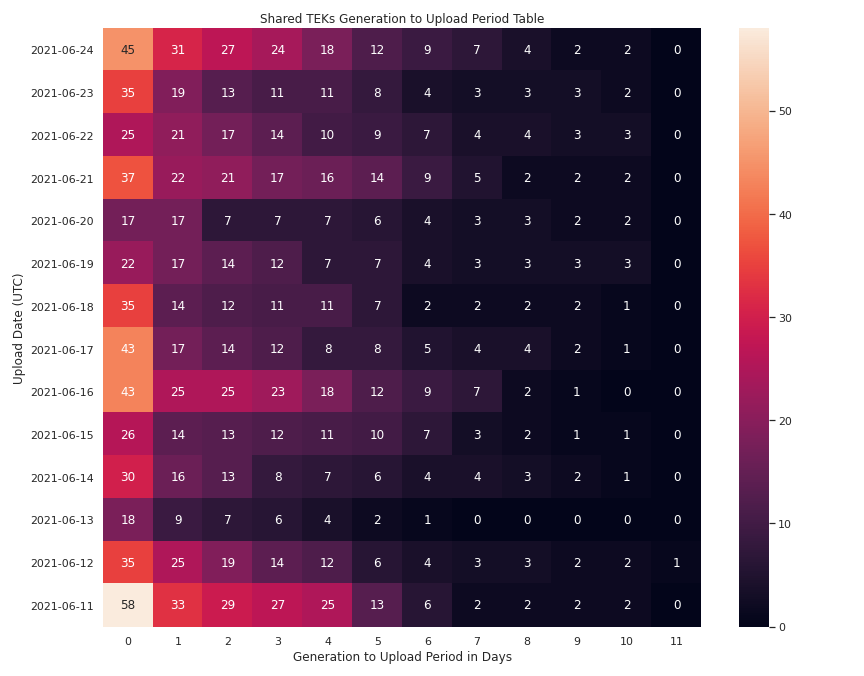 Shared TEKs Generation to Upload Period Table
Upload Date (UTC)
2021-06-24 45 31 27 24 18 12 9 7 4 2 2 0
2021-06-23 35 19 13 11 11 8 4 3 3 3 2 0
2021-06-22 25 21 17 14 10 9 7 4 4 3 3 0
2021-06-21 37 22 21 17 16 14 9 5 2 2 2 0
2021-06-20 17 17 7 7 7 6 4 3 3 2 2 0
2021-06-19 22 17 14 12 7 7 4 3 3 3 3 0
2021-06-18 35 14 12 11 11 7 2 2 2 2 1 0
2021-06-17 43 17 14 12 8 8 5 4 4 2 1 0
2021-06-16 43 25 25 23 18 12 9 7 2 1 0 0
2021-06-15 26 14 13 12 11 10 7 3 2 1 1 0
2021-06-14 30 16 13 8 7 6 4 4 3 2 1 0
2021-06-13 18 9 7 6 4 2 1 0 0 0 0 0
2021-06-12 35 25 19 14 12 6 4 3 3 2 2 1
2021-06-11 58 33 29 27 25 13 6 2 2 2 2 0
0 1 2 3 4 5 6 7 8 9 10 11
Generation to Upload Period in Days
50
40
30
20
10
0